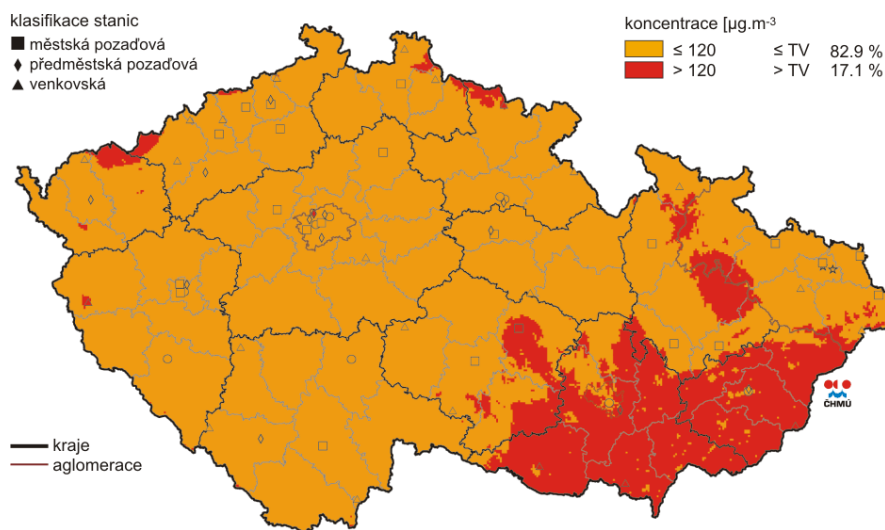 klasifikace stanic
městská pozaďová
předměstská pozaďová
venkovská
koncentrace [µg.m-³
≤ 120 ≤ TV 82.9 %
> 120 > TV 17.1 %
ČHMÚ
kraje
aglomerace